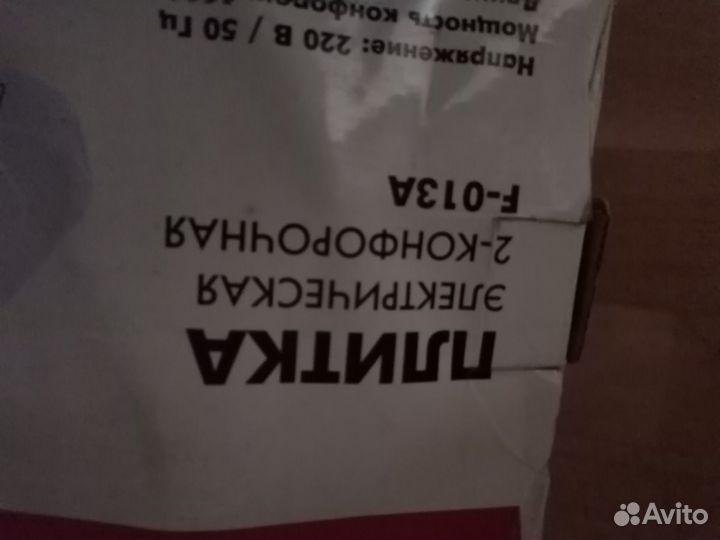 ПЛИТКА
ЭЛЕКТРИЧЕСКАЯ
2-КОНФОРОЧНАЯ
F-013A
Напряжение: 220 В / 50 Гц
Мощность
Avito